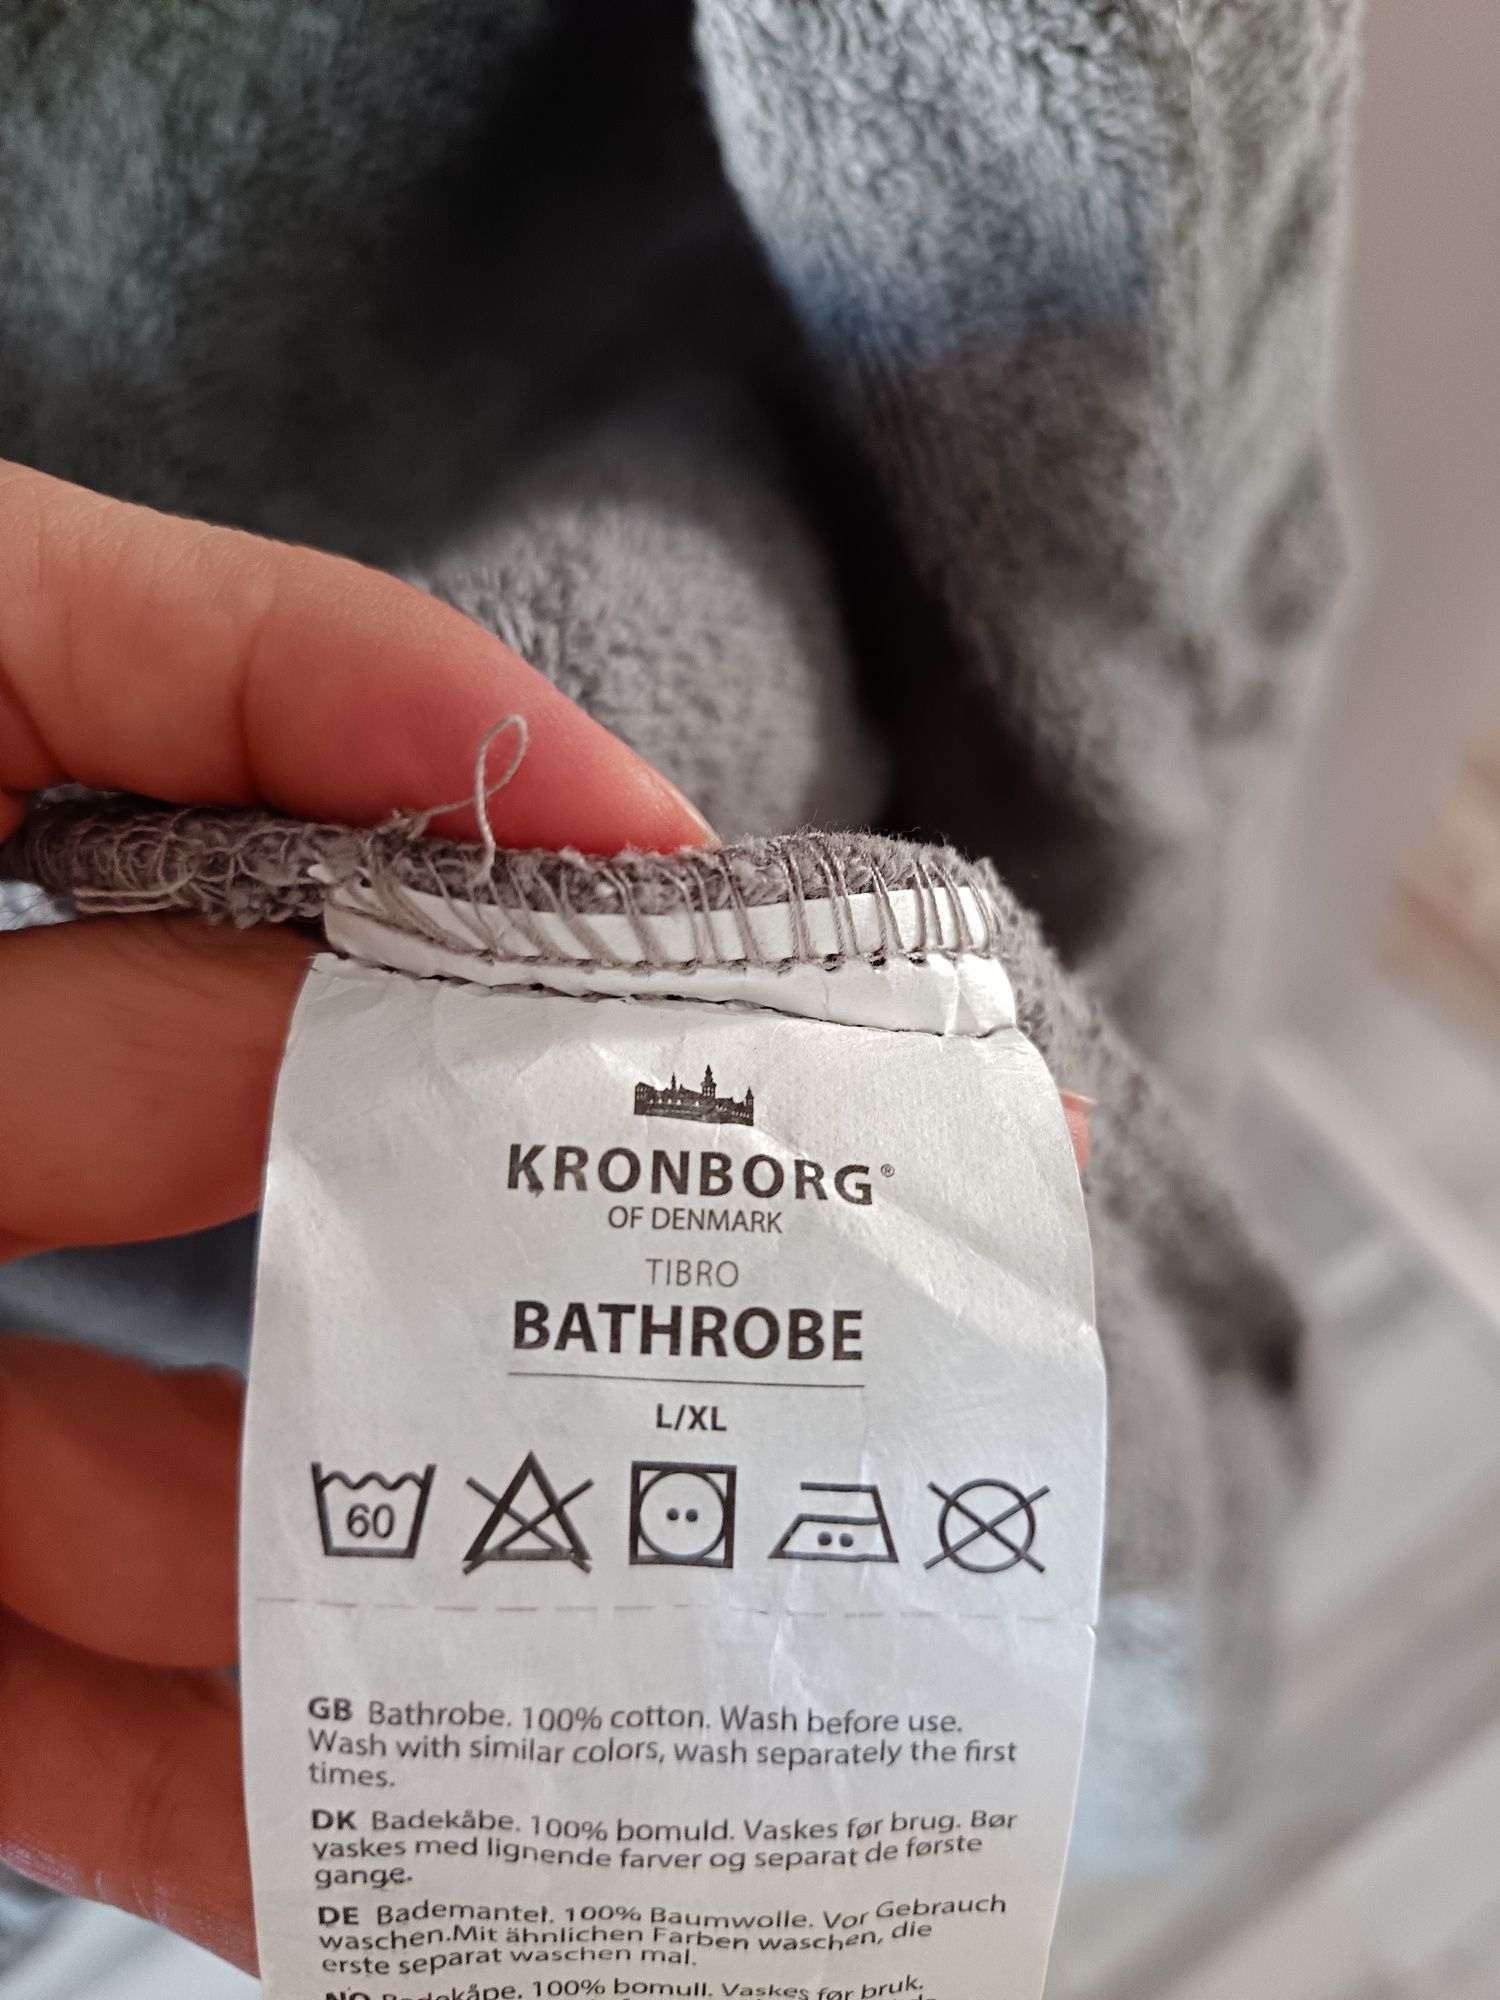 KRONBORG®
OF DENMARK
TIBRO
BATHROBE
L/XL
60
GB Bathrobe. 100% cotton. Wash before use.
Wash with similar colors, wash separately the first
times.
DK Badekåbe. 100% bomuld. Vaskes før brug. Bør
vaskes med lignende farver og separat de første
gange.
DE Bademantel. 100% Baumwolle. Vor Gebrauch
waschen.Mit ähnlichen Farben waschen, die
erste separat waschen mal.
NO Badekåpe. 100% bomull. Vaskes før bruk.